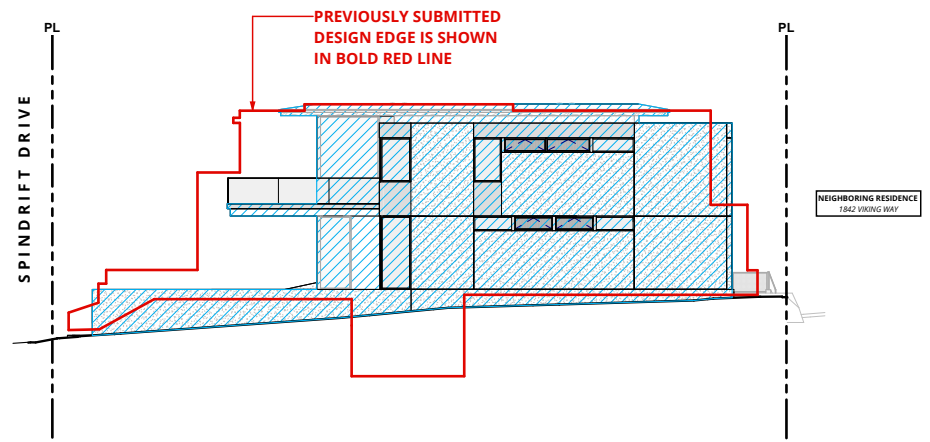 PREVIOUSLY SUBMITTED
DESIGN EDGE IS SHOWN
IN BOLD RED LINE
PL
PL
SPINDRIFT DRIVE
NEIGHBORING RESIDENCE
1842 VIKING WAY